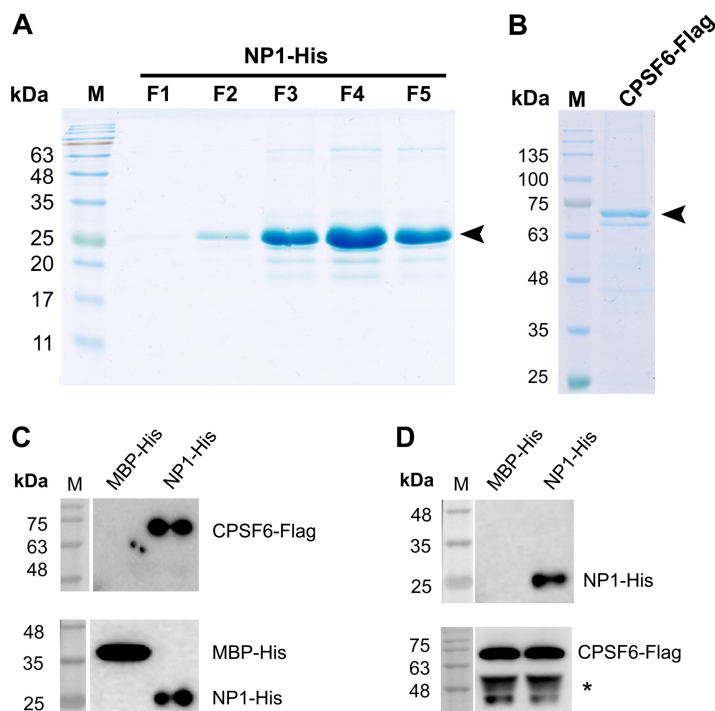 A
NP1-His
kDa M F1 F2 F3 F4 F5
63
48
35
25
20
17
11
B
CPSF6-Flag
kDa M
135
100
75
63
48
35
25
C
MBP-His NP1-His
kDa M
75
63
48
CPSF6-Flag
48
35
25
MBP-His
NP1-His
D
MBP-His NP1-His
kDa M
48
35
25
NP1-His
75
63
48
CPSF6-Flag
*